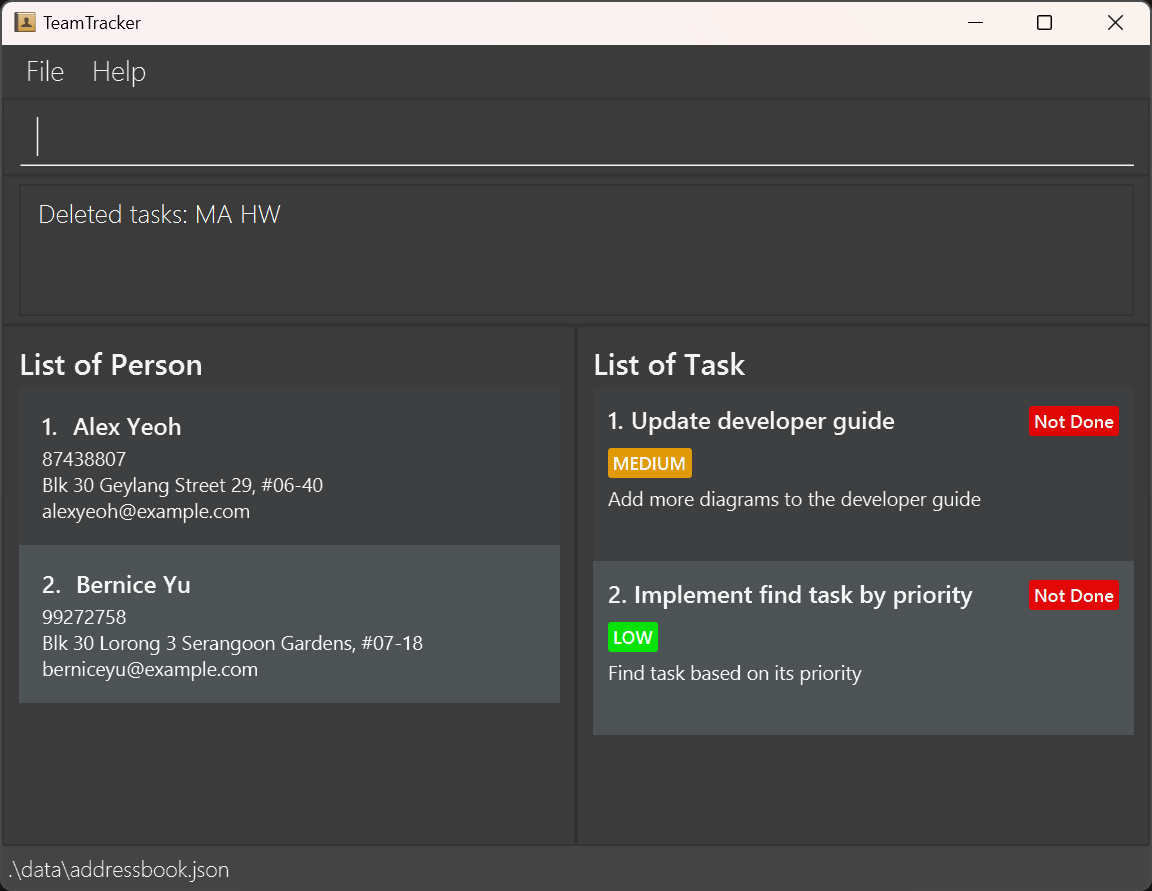 TeamTracker
File Help
Deleted tasks: MA HW
List of Person
1. Alex Yeoh
87438807
Blk 30 Geylang Street 29, #06-40
alexyeoh@example.com
2. Bernice Yu
99272758
Blk 30 Lorong 3 Serangoon Gardens, #07-18
berniceyu@example.com
List of Task
1. Update developer guide
Not Done
MEDIUM
Add more diagrams to the developer guide
2. Implement find task by priority
Not Done
LOW
Find task based on its priority
.\data\addressbook.json